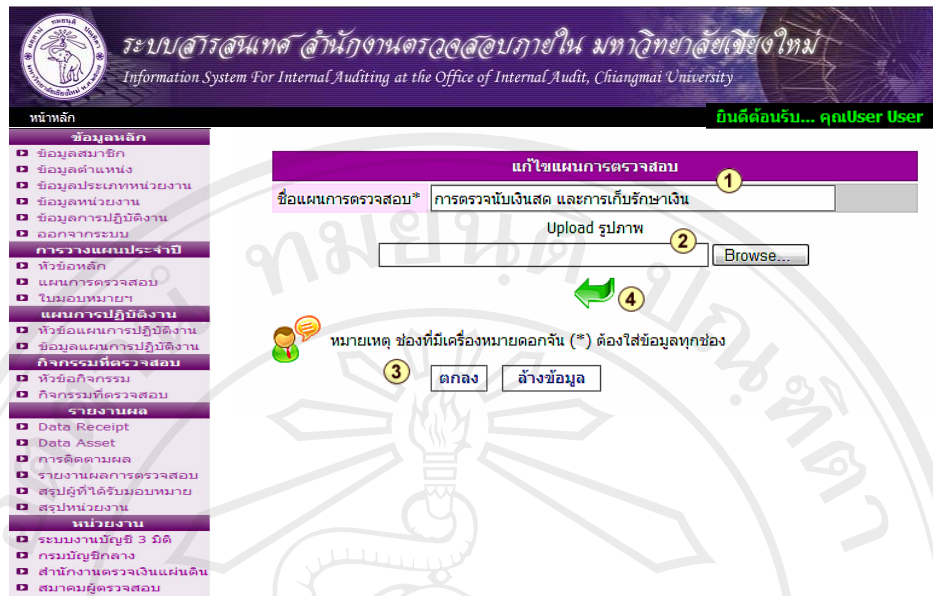 ระบบสารสนเทศ สำนักงานตรวจสอบภายใน มหาวิทยาลัยเชียงใหม่
Information System For Internal Auditing at the Office of Internal Audit, Chiangmai University
หน้าหลัก
ยินดีต้อนรับ... คุณUser User
ข้อมูลหลัก
ข้อมูลสมาชิก
ข้อมูลตำแหน่ง
ข้อมูลประเภทหน่วยงาน
ข้อมูลหน่วยงาน
ข้อมูลการปฏิบัติงาน
ออกจากระบบ
การวางแผนประจำปี
หัวข้อหลัก
แผนการตรวจสอบ
ใบมอบหมายฯ
แผนการปฏิบัติงาน
หัวข้อแผนการปฏิบัติงาน
ข้อมูลแผนการปฏิบัติงาน
กิจกรรมที่ตรวจสอบ
หัวข้อกิจกรรม
กิจกรรมที่ตรวจสอบ
รายงานผล
Data Receipt
Data Asset
การติดตามผล
รายงานผลการตรวจสอบ
สรุปผู้ที่ได้รับมอบหมาย
สรุปหน่วยงาน
หน่วยงาน
ระบบงานบัญชี 3 มิติ
กรมบัญชีกลาง
สำนักงานตรวจเงินแผ่นดิน
สมาคมผู้ตรวจสอบ
แก้ไขแผนการตรวจสอบ
1
ชื่อแผนการตรวจสอบ* การตรวจนับเงินสด และการเก็บรักษาเงิน
Upload รูปภาพ
2
Browse...
4
หมายเหตุ ช่องที่มีเครื่องหมายดอกจัน (*) ต้องใส่ข้อมูลทุกช่อง
3 ตกลง ล้างข้อมูล